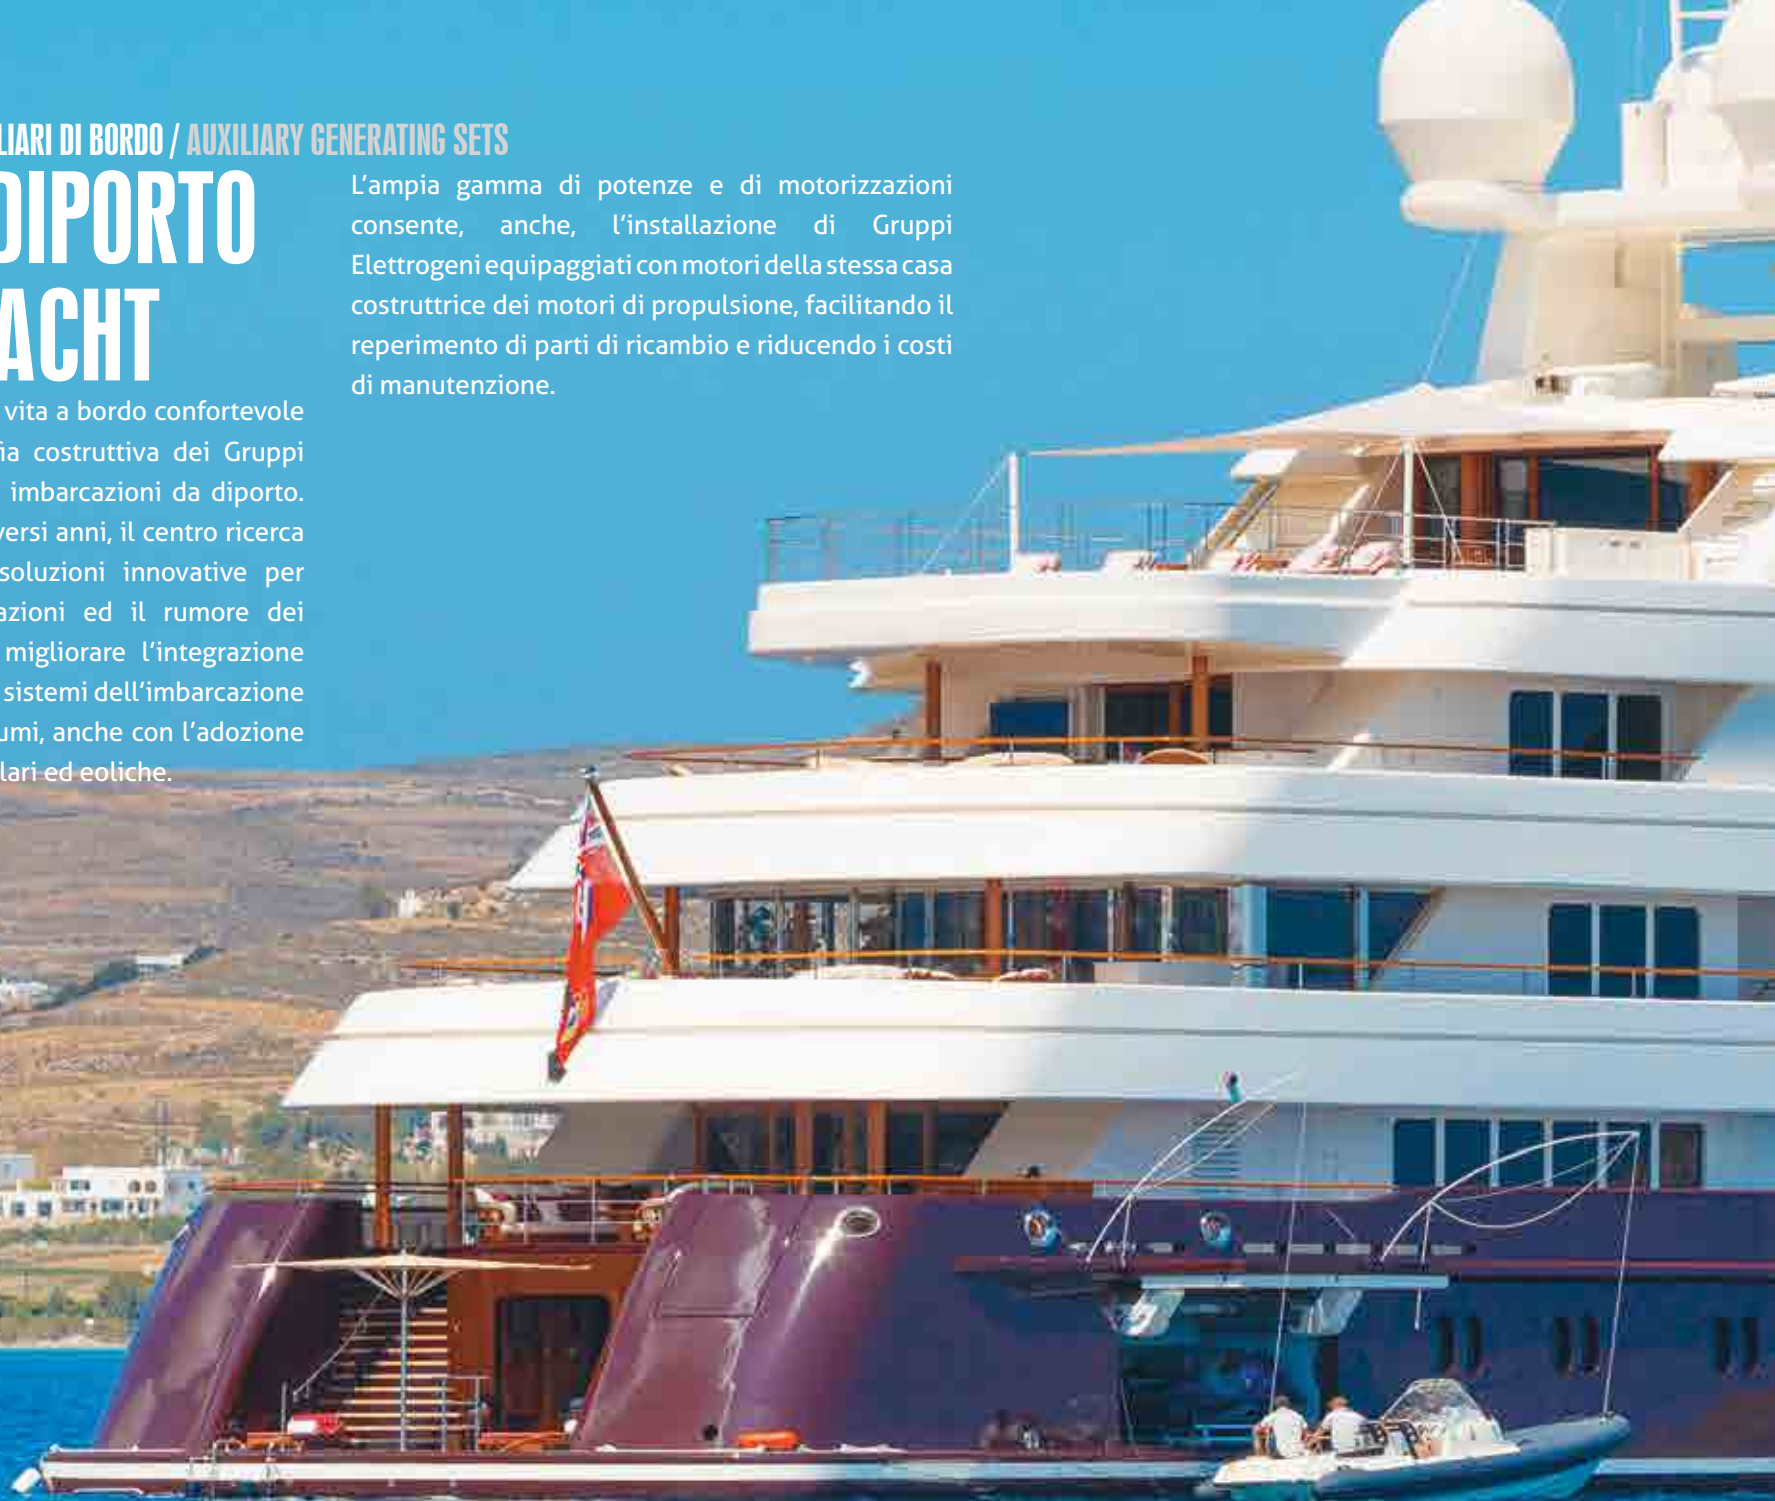 LIARI DI BORDO / AUXILIARY GENERATING SETS
DIPORTO
ACHT
vita a bordo confortevole
fia costruttiva dei Gruppi
imbarcazioni da diporto.
versi anni, il centro ricerca
soluzioni innovative per
azioni ed il rumore dei
migliorare l'integrazione
sistemi dell'imbarcazione
umi, anche con l'adozione
lari ed eoliche.
L'ampia gamma di potenze e di motorizzazioni
consente, anche, l'installazione di Gruppi
Elettrogeni equipaggiati con motori della stessa casa
costruttrice dei motori di propulsione, facilitando il
reperimento di parti di ricambio e riducendo i costi
di manutenzione.